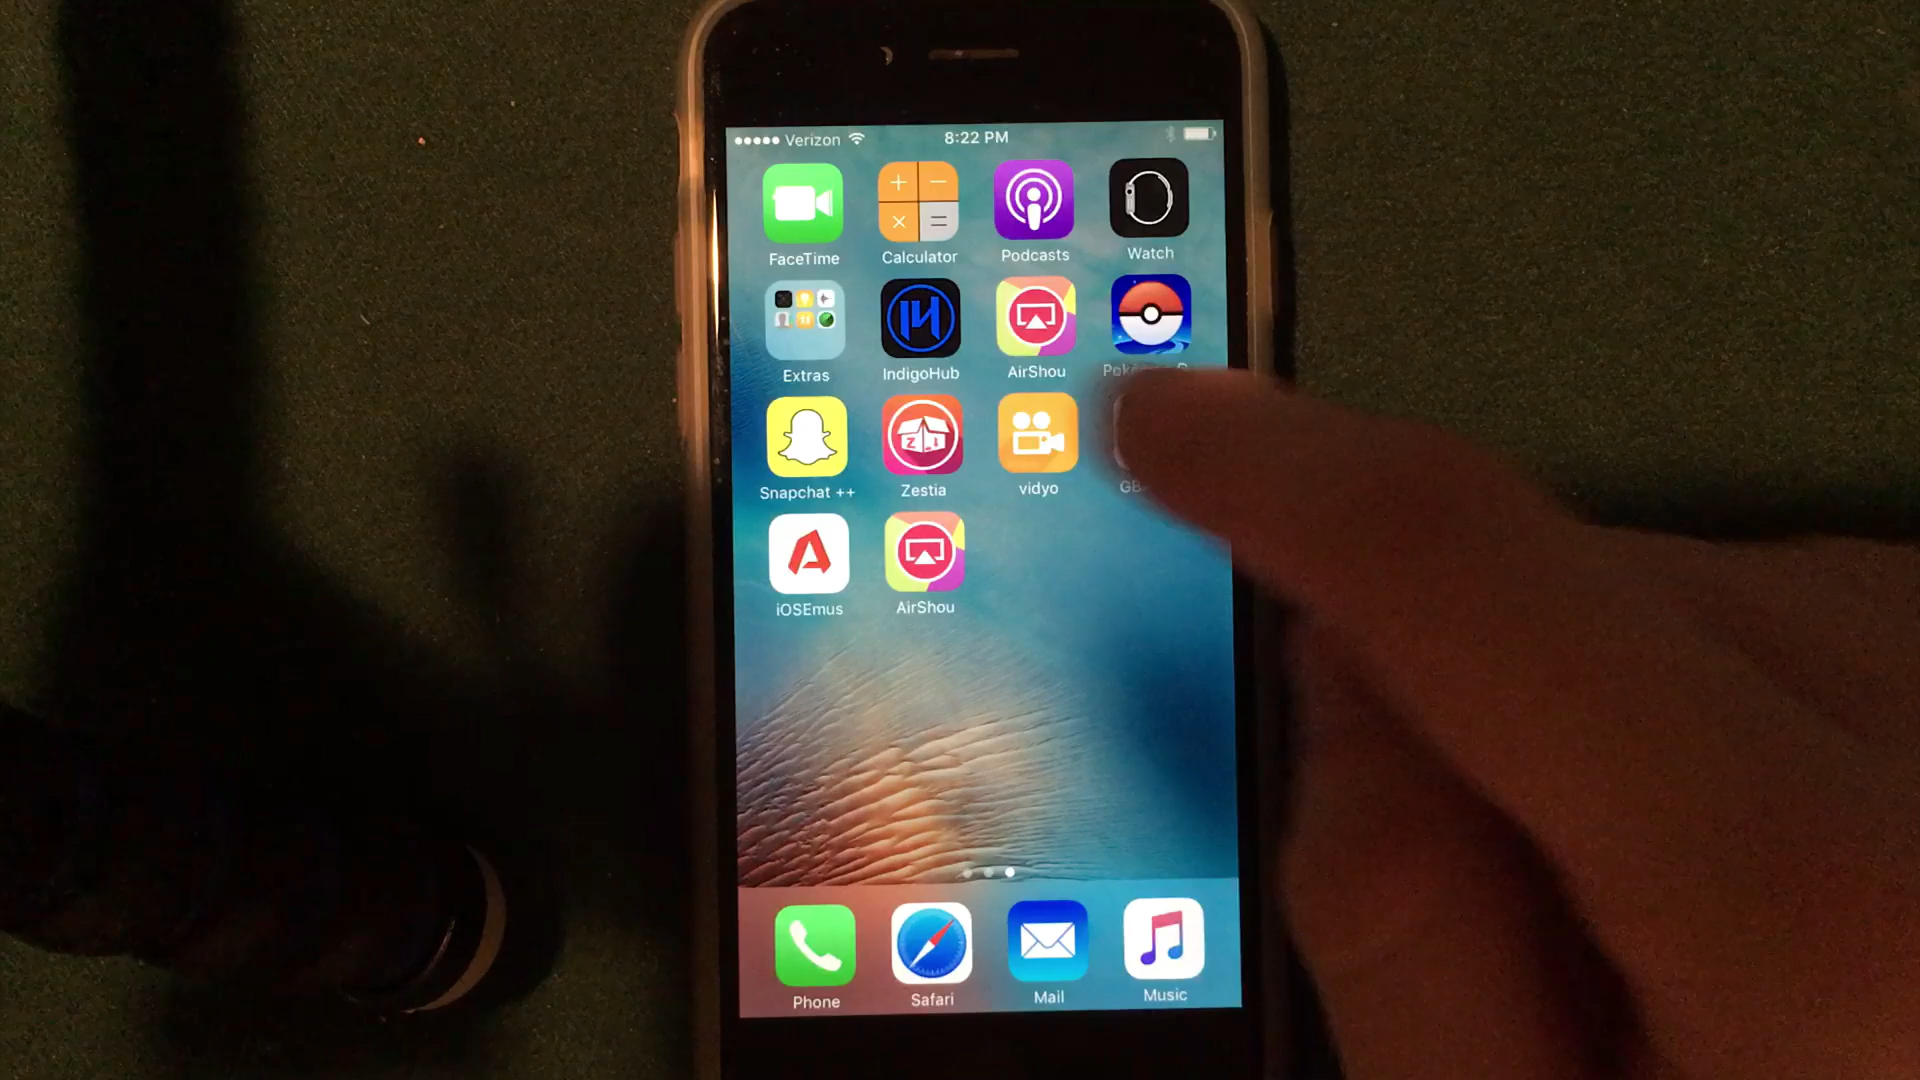 Verizon 8:22 PM
FaceTime Calculator Podcasts Watch
Extras IndigoHub AirShou
Snapchat ++ Zestia vidyo
iOSEmus AirShou
Phone Safari Mail Music